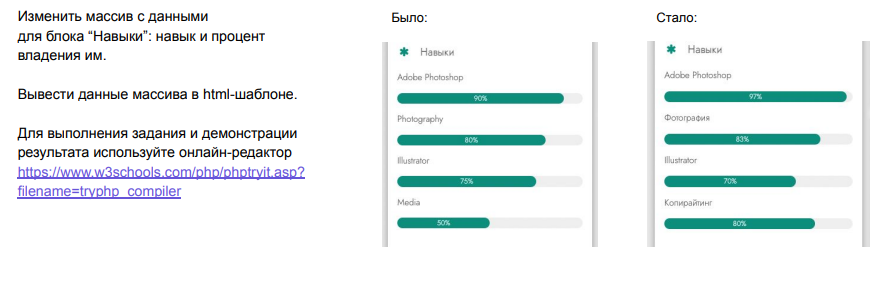 Изменить массив с данными
для блока “Навыки”: навык и процент
владения им.
Вывести данные массива в html-шаблоне.
Для выполнения задания и демонстрации
результата используйте онлайн-редактор
https://www.w3schools.com/php/phptryit.asp?
filename=tryphp_compiler
Было:
Навыки
Adobe Photoshop
90%
Photography
80%
Illustrator
75%
Media
50%
Стало:
Навыки
Adobe Photoshop
97%
Фотография
83%
Illustrator
70%
Копирайтинг
80%